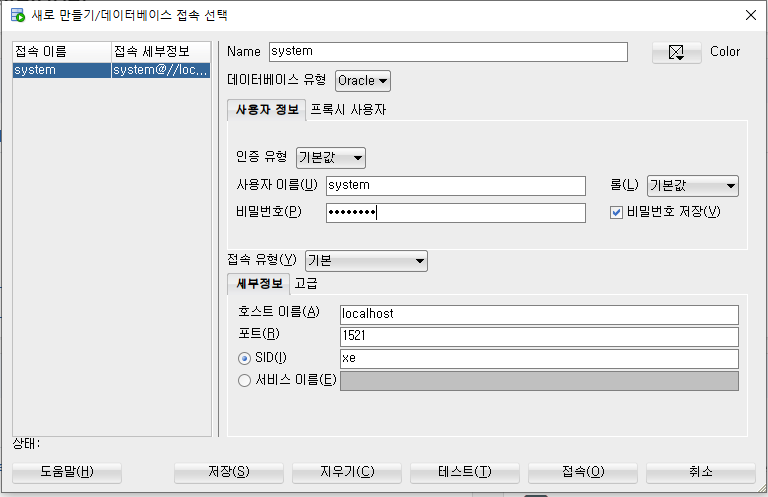 새로 만들기/데이터베이스 접속 선택
접속 이름 접속 세부정보
system system@//loc...
Name system Color
데이터베이스 유형 Oracle
사용자 정보 프록시 사용자
인증 유형 기본값
사용자 이름(U) system 롤(L) 기본값
비밀번호(P) •••••••• 비밀번호 저장(V)
접속 유형(Y) 기본
세부정보 고급
호스트 이름(A) localhost
포트(R) 1521
SID(I) xe
서비스 이름(E)
상태:
도움말(H) 저장(S) 지우기(C) 테스트(T) 접속(O) 취소